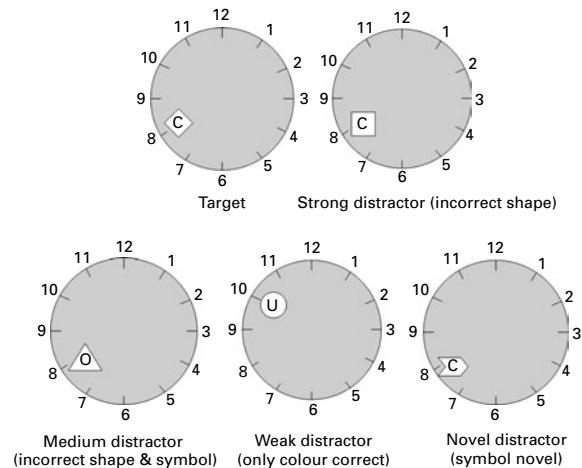 12
11 1
10 2
9 3
C
8 4
7 5
6
Target
12
11 1
10 2
9 3
C
8 4
7 5
6
Strong distractor (incorrect shape)
12
11 1
10 2
9 3
O
8 4
7 5
6
Medium distractor
(incorrect shape & symbol)
12
11 1
10 2
U
9 3
8 4
7 5
6
Weak distractor
(only colour correct)
12
11 1
10 2
9 3
C
8 4
7 5
6
Novel distractor
(symbol novel)